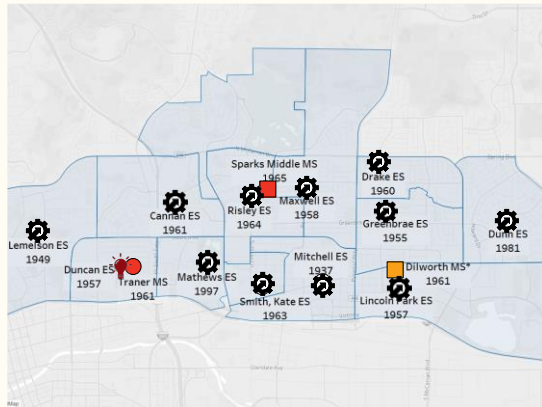 Sparks Middle MS
1965
Drake ES
1960
Risley ES
1964
Maxwell ES
1958
Cannan ES
1961
Greenbrae ES
1955
Lemelson ES
1949
Dunn ES
1981
Duncan ES
1957
Traner MS
1961
Mathews ES
1997
Mitchell ES
1937
Smith, Kate ES
1963
Dilworth MS*
1961
Lincoln Park ES
1957